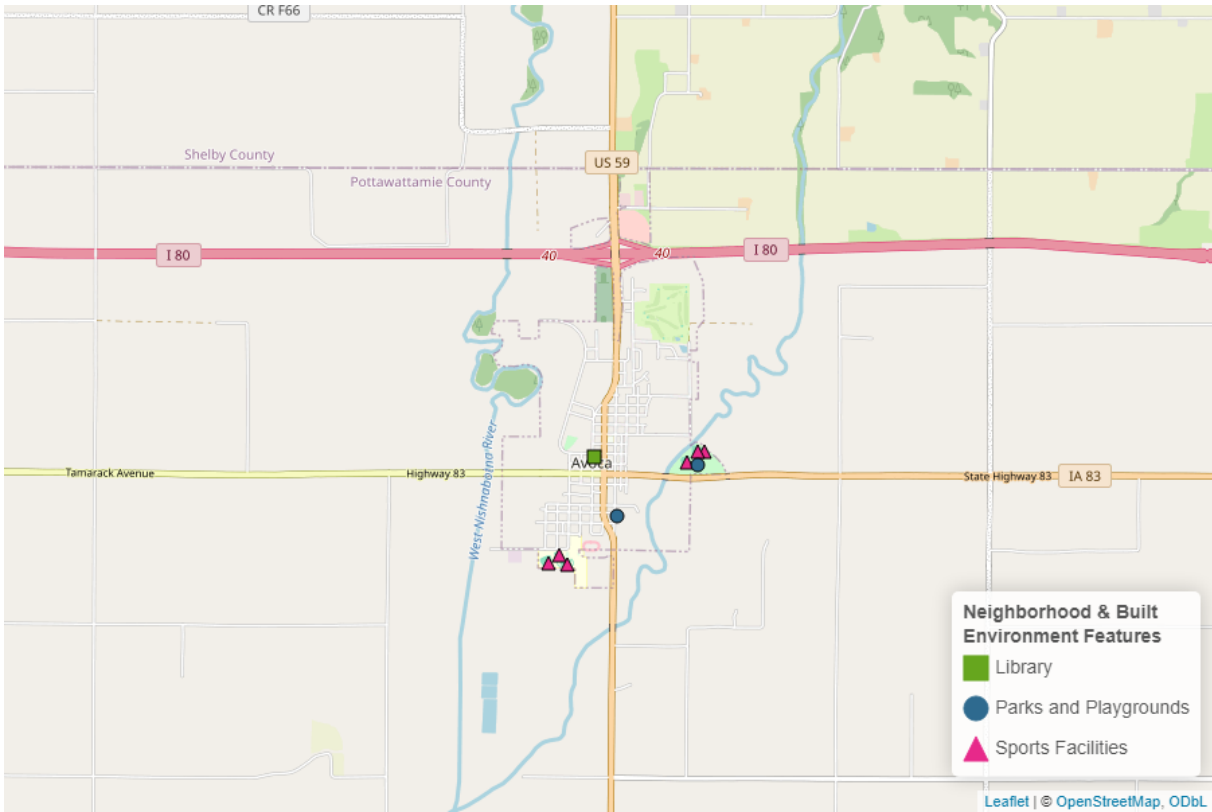 CR F66
Shelby County
US 59
Pottawattamie County
I 80
40
40
I 80
West Nishnabotna River
Avoca
Tamarack Avenue
Highway 83
State Highway 83
IA 83
Neighborhood & Built
Environment Features
Library
Parks and Playgrounds
Sports Facilities
Leaflet | © OpenStreetMap, ODbL